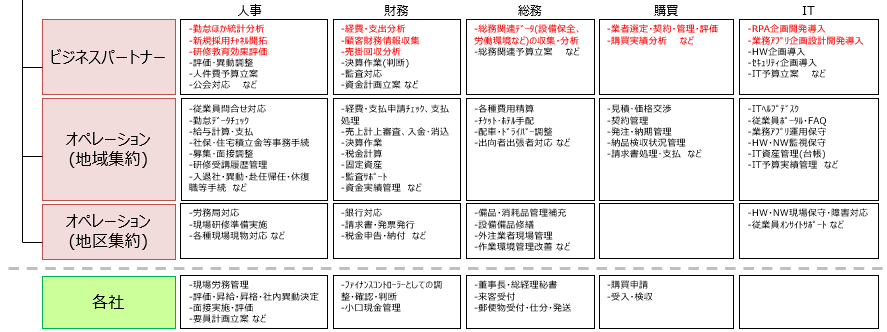 人事 財務 総務 購買 IT
ビジネスパートナー
-勤怠ほか統計分析
-新規採用ﾁｬﾈﾙ開拓
-研修教育効果評価
-評価・異動調整
-人件費予算立案
-公会対応　など
-経費・支出分析
-顧客財務情報収集
-売掛回収分析
-決算作業(判断)
-監査対応
-資金計画立案 など
-総務関連ﾃﾞｰﾀ(設備保全、
労働環境など)の収集・分析
-総務関連予算立案　など
-業者選定・契約・管理・評価
-購買実績分析　など
-RPA企画開発導入
-業務ｱﾌﾟﾘ企画設計開発導入
-HW企画導入
-ｾｷｭﾘﾃｨ企画導入
-IT予算立案　など
オペレーション
(地域集約)
-従業員問合せ対応
-勤怠ﾃﾞｰﾀﾁｪｯｸ
-給与計算・支払
-社保・住宅積立金等事務手続
-募集・面接調整
-研修受講履歴管理
-入退社・異動・赴任帰任・休復
職等手続 など
-経費・支払申請ﾁｪｯｸ、支払
処理
-売上計上審査、入金・消込
-決算作業
-税金計算
-固定資産
-監査ｻﾎﾟｰﾄ
-資金実績管理　など
-各種費用精算
-ﾁｹｯﾄ・ﾎﾃﾙ手配
-配車・ﾄﾞﾗｲﾊﾞｰ調整
-出向者出張者対応 など
-見積・価格交渉
-契約管理
-発注・納期管理
-納品検収状況管理
-請求書処理・支払　など
-ITﾍﾙﾌﾟﾃﾞｽｸ
-従業員ﾎﾟｰﾀﾙ・FAQ
-業務ｱﾌﾟﾘ運用保守
-HW・NW監視保守
-IT資産管理(台帳)
-IT予算実績管理　など
オペレーション
(地区集約)
-労務局対応
-現場研修準備実施
-各種現場現物対応 など
-銀行対応
-請求書・発票発行
-税金申告・納付　など
-備品・消耗品管理補充
-設備備品修繕
-外注業者現場管理
-作業環境管理改善 など
-HW・NW現場保守・障害対応
-従業員ｵﾝｻｲﾄｻﾎﾟｰﾄ など
各社
-現場労務管理
-評価・昇給・昇格・社内異動決定
-面接実施・評価
-要員計画立案 など
-ﾌｧｲﾅﾝｽｺﾝﾄﾛｰﾗｰとしての調
整・確認・判断
-小口現金管理
-董事長・総経理秘書
-来客受付
-郵便物受付・仕分・発送
-購買申請
-受入・検収